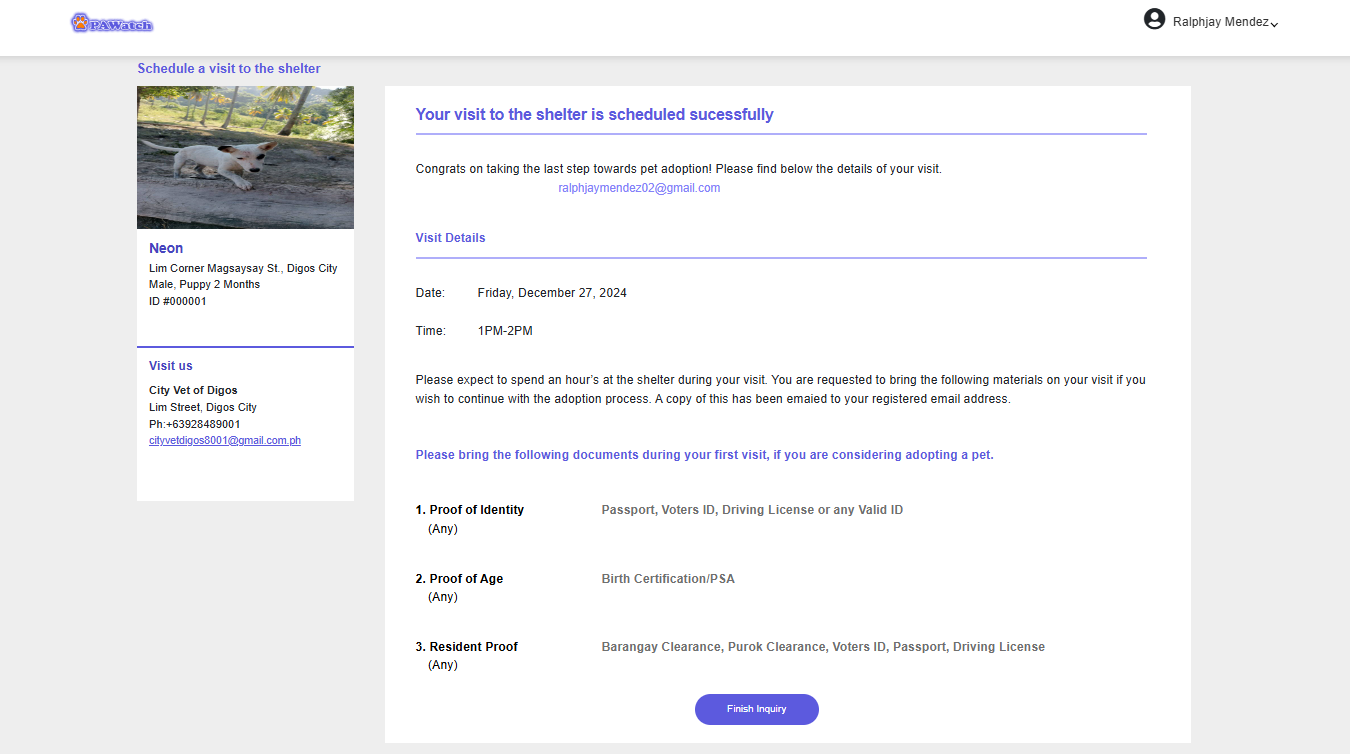 PAWatch
Ralphjay Mendez
Schedule a visit to the shelter
Neon
Lim Corner Magsaysay St., Digos City
Male, Puppy 2 Months
ID #000001
Visit us
City Vet of Digos
Lim Street, Digos City
Ph:+63928489001
cityvetdigos8001@gmail.com.ph
Your visit to the shelter is scheduled sucessfully
Congrats on taking the last step towards pet adoption! Please find below the details of your visit.
ralphjaymendez02@gmail.com
Visit Details
Date: Friday, December 27, 2024
Time: 1PM-2PM
Please expect to spend an hour’s at the shelter during your visit. You are requested to bring the following materials on your visit if you
wish to continue with the adoption process. A copy of this has been emaied to your registered email address.
Please bring the following documents during your first visit, if you are considering adopting a pet.
1. Proof of Identity Passport, Voters ID, Driving License or any Valid ID
(Any)
2. Proof of Age Birth Certification/PSA
(Any)
3. Resident Proof Barangay Clearance, Purok Clearance, Voters ID, Passport, Driving License
(Any)
Finish Inquiry